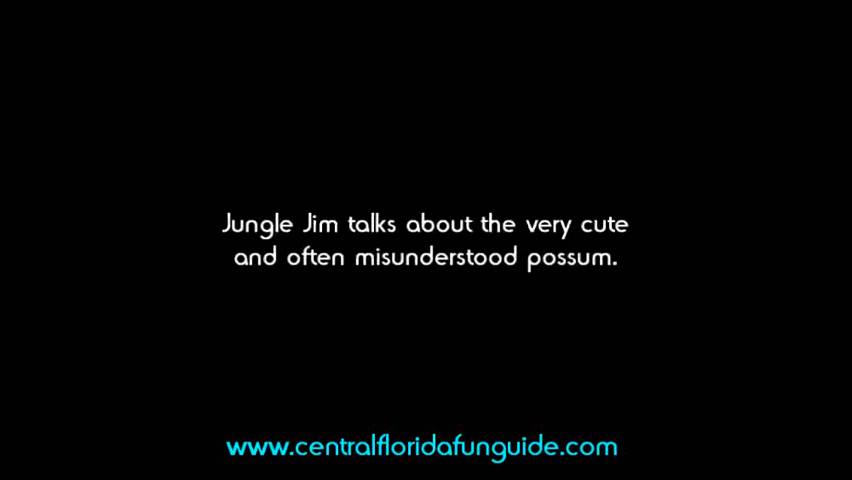 Jungle Jim talks about the very cute
and often misunderstood possum.
www.centralfloridafunguide.com